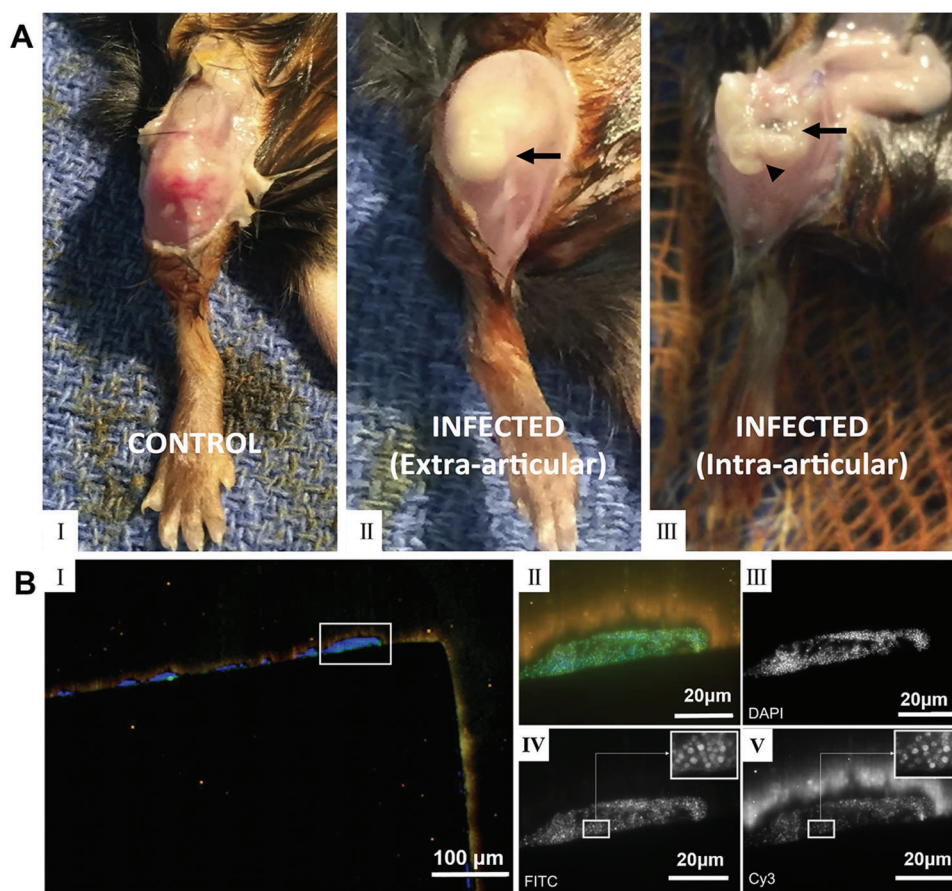 A
CONTROL
I
INFECTED
(Extra-articular)
II
INFECTED
(Intra-articular)
III
B
I
100 µm
II
20µm
III
20µm
DAPI
IV
20µm
FITC
V
20µm
Cy3